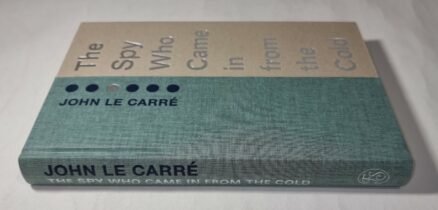 The
Spy
Who
Came
in
from
the
Cold
JOHN LE CARRÉ
JOHN LE CARRÉ
THE SPY WHO CAME IN FROM THE COLD